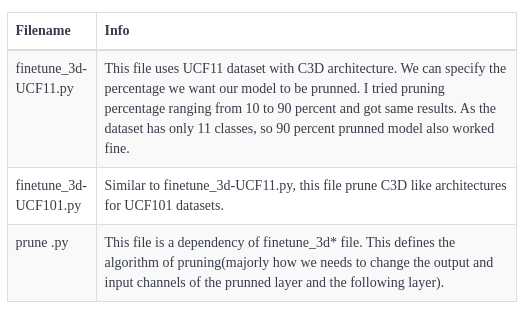 Filename Info
finetune_3d- This file uses UCF11 dataset with C3D architecture. We can specify the
UCF11.py percentage we want our model to be prunned. I tried pruning
percentage ranging from 10 to 90 percent and got same results. As the
dataset has only 11 classes, so 90 percent prunned model also worked
fine.
finetune_3d- Similar to finetune_3d-UCF11.py, this file prune C3D like architectures
UCF101.py for UCF101 datasets.
prune .py This file is a dependency of finetune_3d* file. This defines the
algorithm of pruning(majorly how we needs to change the output and
input channels of the prunned layer and the following layer).